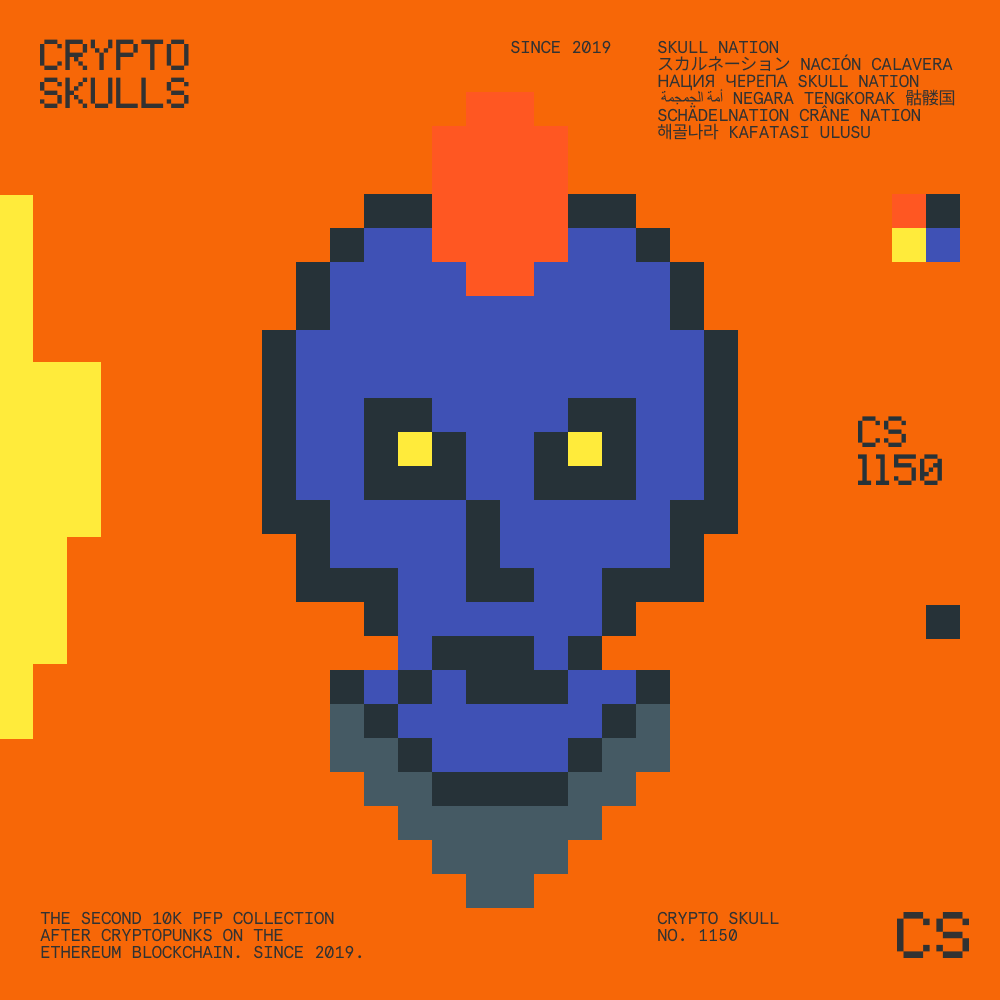 CRYPTO
SKULLS
SINCE 2019
SKULL NATION
スカルネーション NACIÓN CALAVERA
НАЦИЯ ЧЕРЕПА SKULL NATION
أمة الجمجمة NEGARA TENGKORAK 骷髅国
SCHÄDELNATION CRÂNE NATION
해골나라 KAFATASI ULUSU
CS
1150
THE SECOND 10K PFP COLLECTION
AFTER CRYPTOPUNKS ON THE
ETHEREUM BLOCKCHAIN. SINCE 2019.
CRYPTO SKULL
NO. 1150
CS